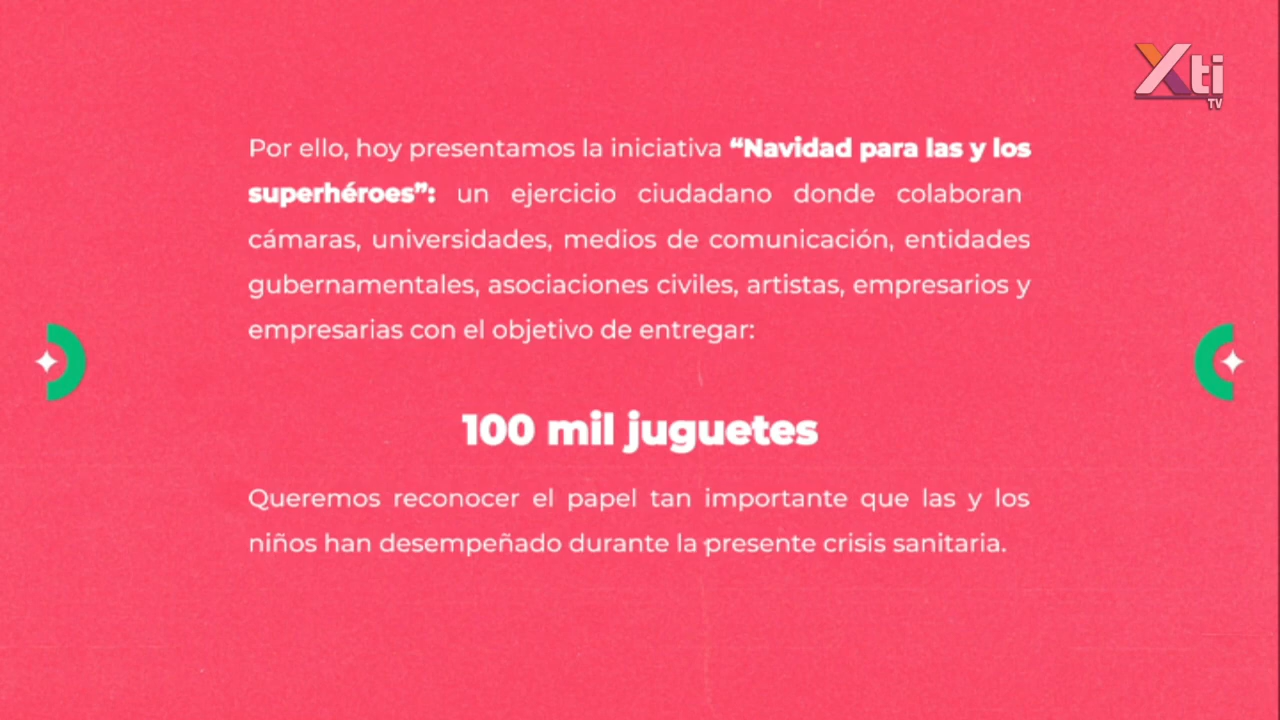 Xti
TV
Por ello, hoy presentamos la iniciativa “Navidad para las y los
superhéroes”: un ejercicio ciudadano donde colaboran
cámaras, universidades, medios de comunicación, entidades
gubernamentales, asociaciones civiles, artistas, empresarios y
empresarias con el objetivo de entregar:
100 mil juguetes
Queremos reconocer el papel tan importante que las y los
niños han desempeñado durante la presente crisis sanitaria.